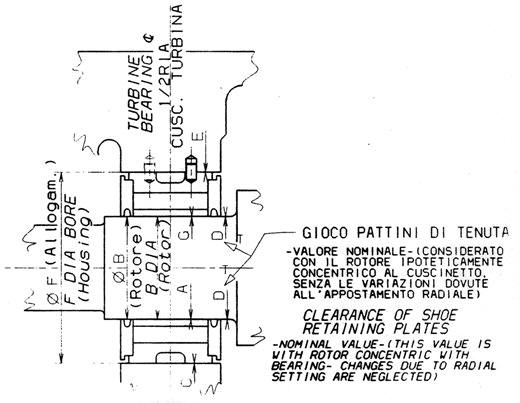 TURBINE
BEARING ¢
1/2RIA
CUSC. TURBINA
E
Ø F (Alloggam.)
F DIA BORE
(Housing)
Ø B
(Rotore)
B DIA
(Rotor)
G
D
T
A
T
D
C
GIOCO PATTINI DI TENUTA
-VALORE NOMINALE-(CONSIDERATO
CON IL ROTORE IPOTETICAMENTE
CONCENTRICO AL CUSCINETTO,
SENZA LE VARIAZIONI DOVUTE
ALL'APPOSTAMENTO RADIALE)
CLEARANCE OF SHOE
RETAINING PLATES
-NOMINAL VALUE-(THIS VALUE IS
WITH ROTOR CONCENTRIC WITH
BEARING- CHANGES DUE TO RADIAL
SETTING ARE NEGLECTED)